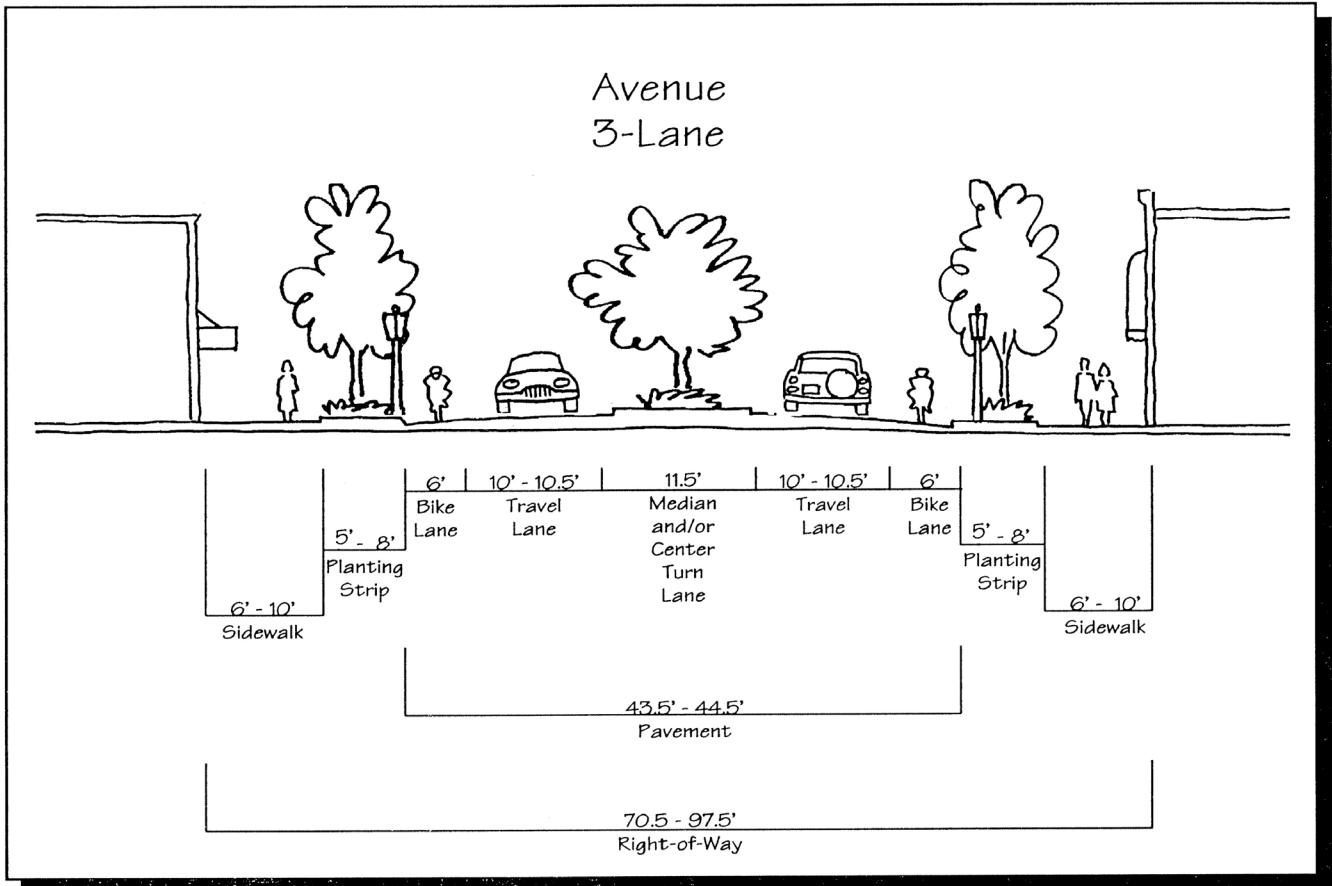 Avenue
3-Lane
6'
Bike
Lane
10' - 10.5'
Travel
Lane
11.5'
Median
and/or
Center
Turn
Lane
10' - 10.5'
Travel
Lane
6'
Bike
Lane
5' - 8'
Planting
Strip
5' - 8'
Planting
Strip
6' - 10'
Sidewalk
6' - 10'
Sidewalk
43.5' - 44.5'
Pavement
70.5 - 97.5'
Right-of-Way